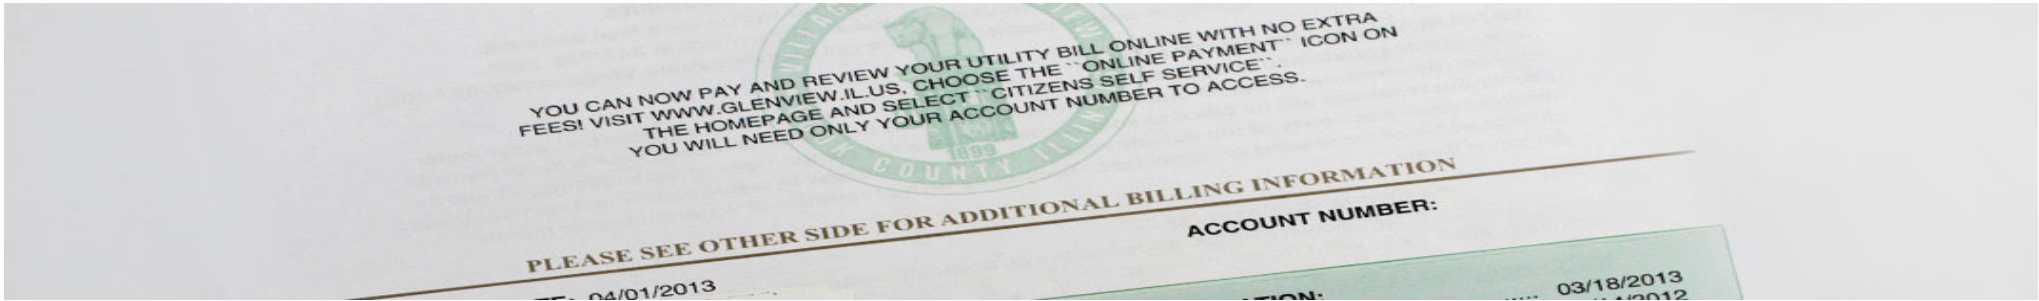 YOU CAN NOW PAY AND REVIEW YOUR UTILITY BILL ONLINE WITH NO EXTRA
FEES! VISIT WWW.GLENVIEW.IL.US, CHOOSE THE ``ONLINE PAYMENT`` ICON ON
THE HOMEPAGE AND SELECT ``CITIZENS SELF SERVICE``.
YOU WILL NEED ONLY YOUR ACCOUNT NUMBER TO ACCESS.
1899
COUNTY
PLEASE SEE OTHER SIDE FOR ADDITIONAL BILLING INFORMATION
ACCOUNT NUMBER:
04/01/2013
03/18/2013